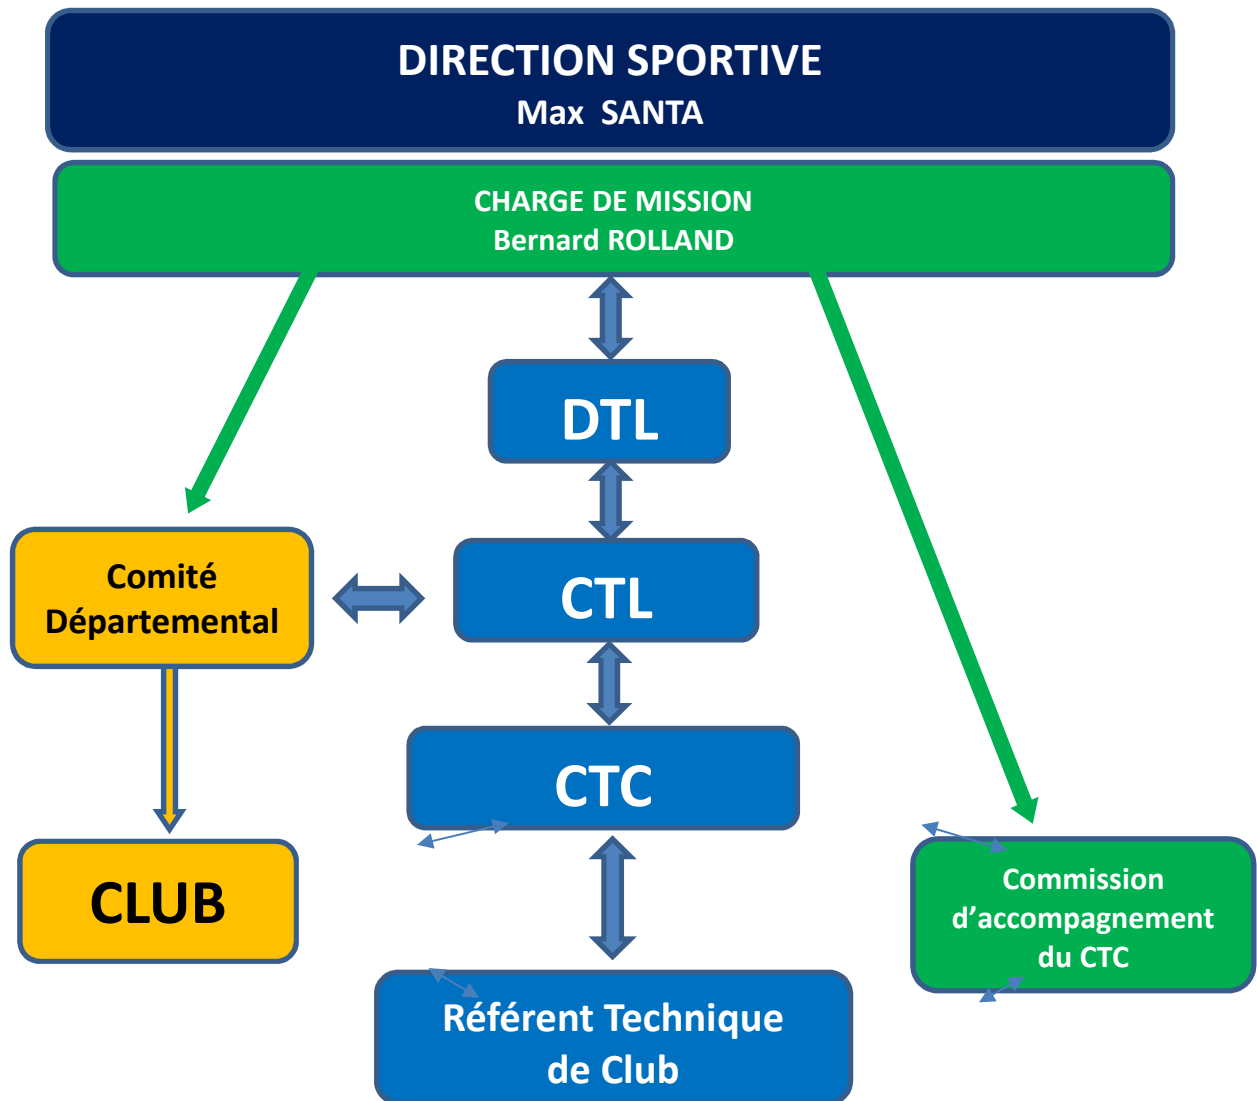 DIRECTION SPORTIVE
Max SANTA
CHARGE DE MISSION
Bernard ROLLAND
DTL
Comité
Départemental
CTL
CTC
CLUB
Commission
d’accompagnement
du CTC
Référent Technique
de Club